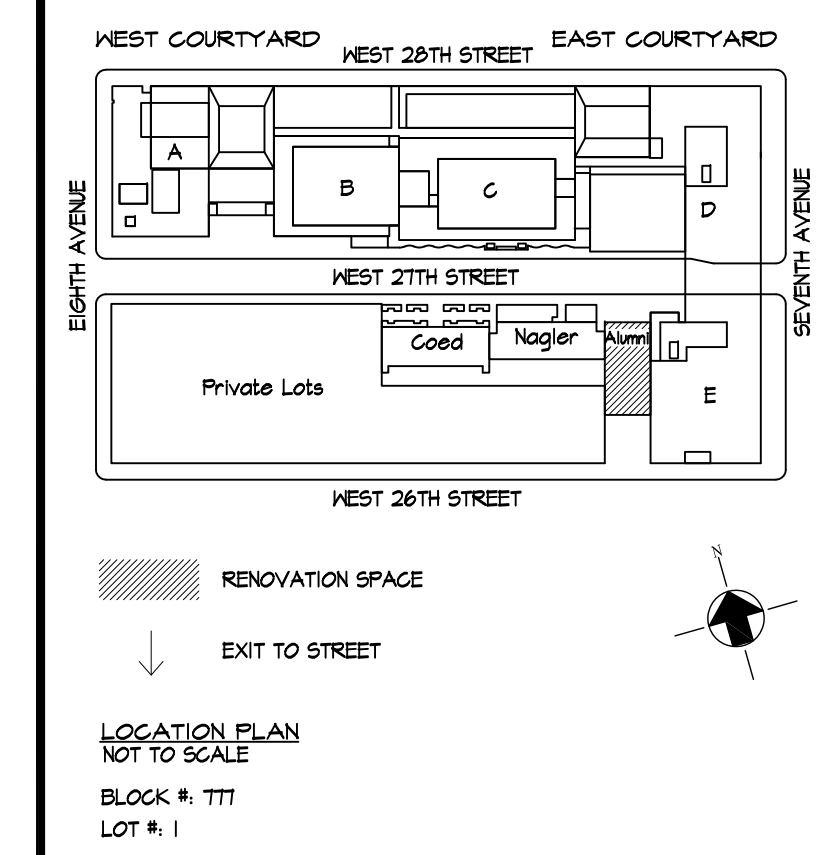 WEST COURTYARD
EAST COURTYARD
WEST 28TH STREET
A
B
C
D
EIGHTH AVENUE
SEVENTH AVENUE
WEST 27TH STREET
Coed
Nagler
Alumni
Private Lots
E
WEST 26TH STREET
N
RENOVATION SPACE
EXIT TO STREET
LOCATION PLAN
NOT TO SCALE
BLOCK #: 777
LOT #: 1